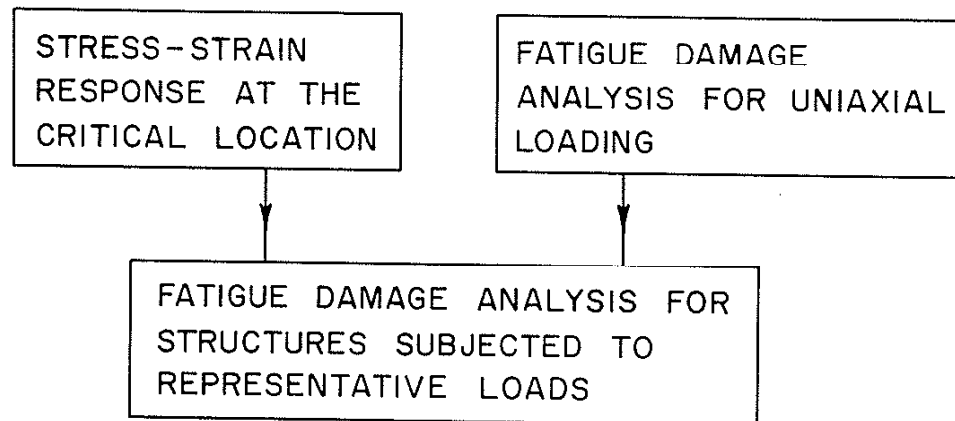 STRESS-STRAIN
RESPONSE AT THE
CRITICAL LOCATION
FATIGUE DAMAGE
ANALYSIS FOR UNIAXIAL
LOADING
FATIGUE DAMAGE ANALYSIS FOR
STRUCTURES SUBJECTED TO
REPRESENTATIVE LOADS